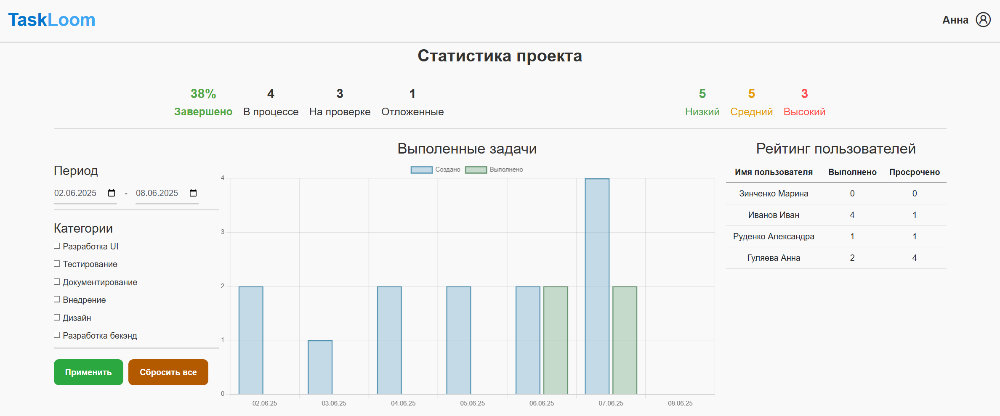 TaskLoom
Анна
Статистика проекта
38% 4 3 1
Завершено В процессе На проверке Отложенные
5 5 3
Низкий Средний Высокий
Период
02.06.2025 - 08.06.2025
Категории
Разработка UI
Тестирование
Документирование
Внедрение
Дизайн
Разработка бекэнд
Применить Сбросить все
Выполенные задачи
Создано Выполнено
4
3
2
1
0
02.06.25 03.06.25 04.06.25 05.06.25 06.06.25 07.06.25 08.06.25
Рейтинг пользователей
Имя пользователя Выполнено Просрочено
Зинченко Марина 0 0
Иванов Иван 4 1
Руденко Александра 1 1
Гуляева Анна 2 4